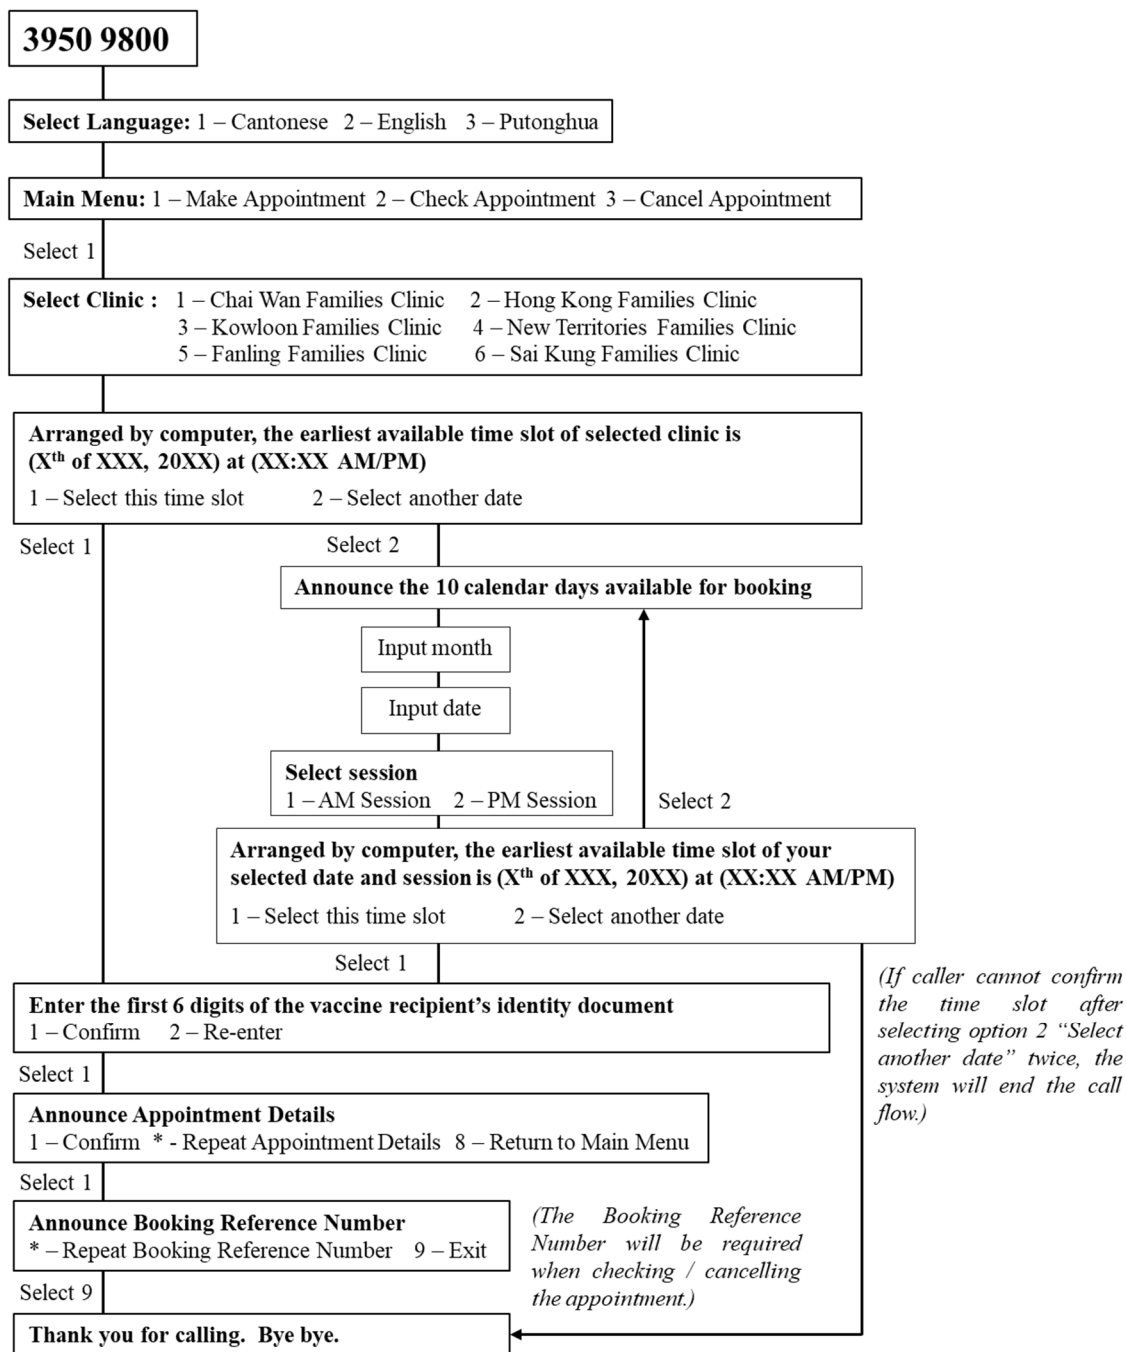 3950 9800
Select Language: 1 – Cantonese 2 – English 3 – Putonghua
Main Menu: 1 – Make Appointment 2 – Check Appointment 3 – Cancel Appointment
Select 1
Select Clinic : 1 – Chai Wan Families Clinic 2 – Hong Kong Families Clinic
3 – Kowloon Families Clinic 4 – New Territories Families Clinic
5 – Fanling Families Clinic 6 – Sai Kung Families Clinic
Arranged by computer, the earliest available time slot of selected clinic is
(Xth of XXX, 20XX) at (XX:XX AM/PM)
1 – Select this time slot 2 – Select another date
Select 1
Select 2
Announce the 10 calendar days available for booking
Input month
Input date
Select session
1 – AM Session 2 – PM Session
Select 2
Arranged by computer, the earliest available time slot of your
selected date and session is (Xth of XXX, 20XX) at (XX:XX AM/PM)
1 – Select this time slot 2 – Select another date
Select 1
(If caller cannot confirm
the time slot after
selecting option 2 “Select
another date” twice, the
system will end the call
flow.)
Enter the first 6 digits of the vaccine recipient’s identity document
1 – Confirm 2 – Re-enter
Select 1
Announce Appointment Details
1 – Confirm * - Repeat Appointment Details 8 – Return to Main Menu
Select 1
Announce Booking Reference Number
* – Repeat Booking Reference Number 9 – Exit
(The Booking Reference
Number will be required
when checking / cancelling
the appointment.)
Select 9
Thank you for calling. Bye bye.